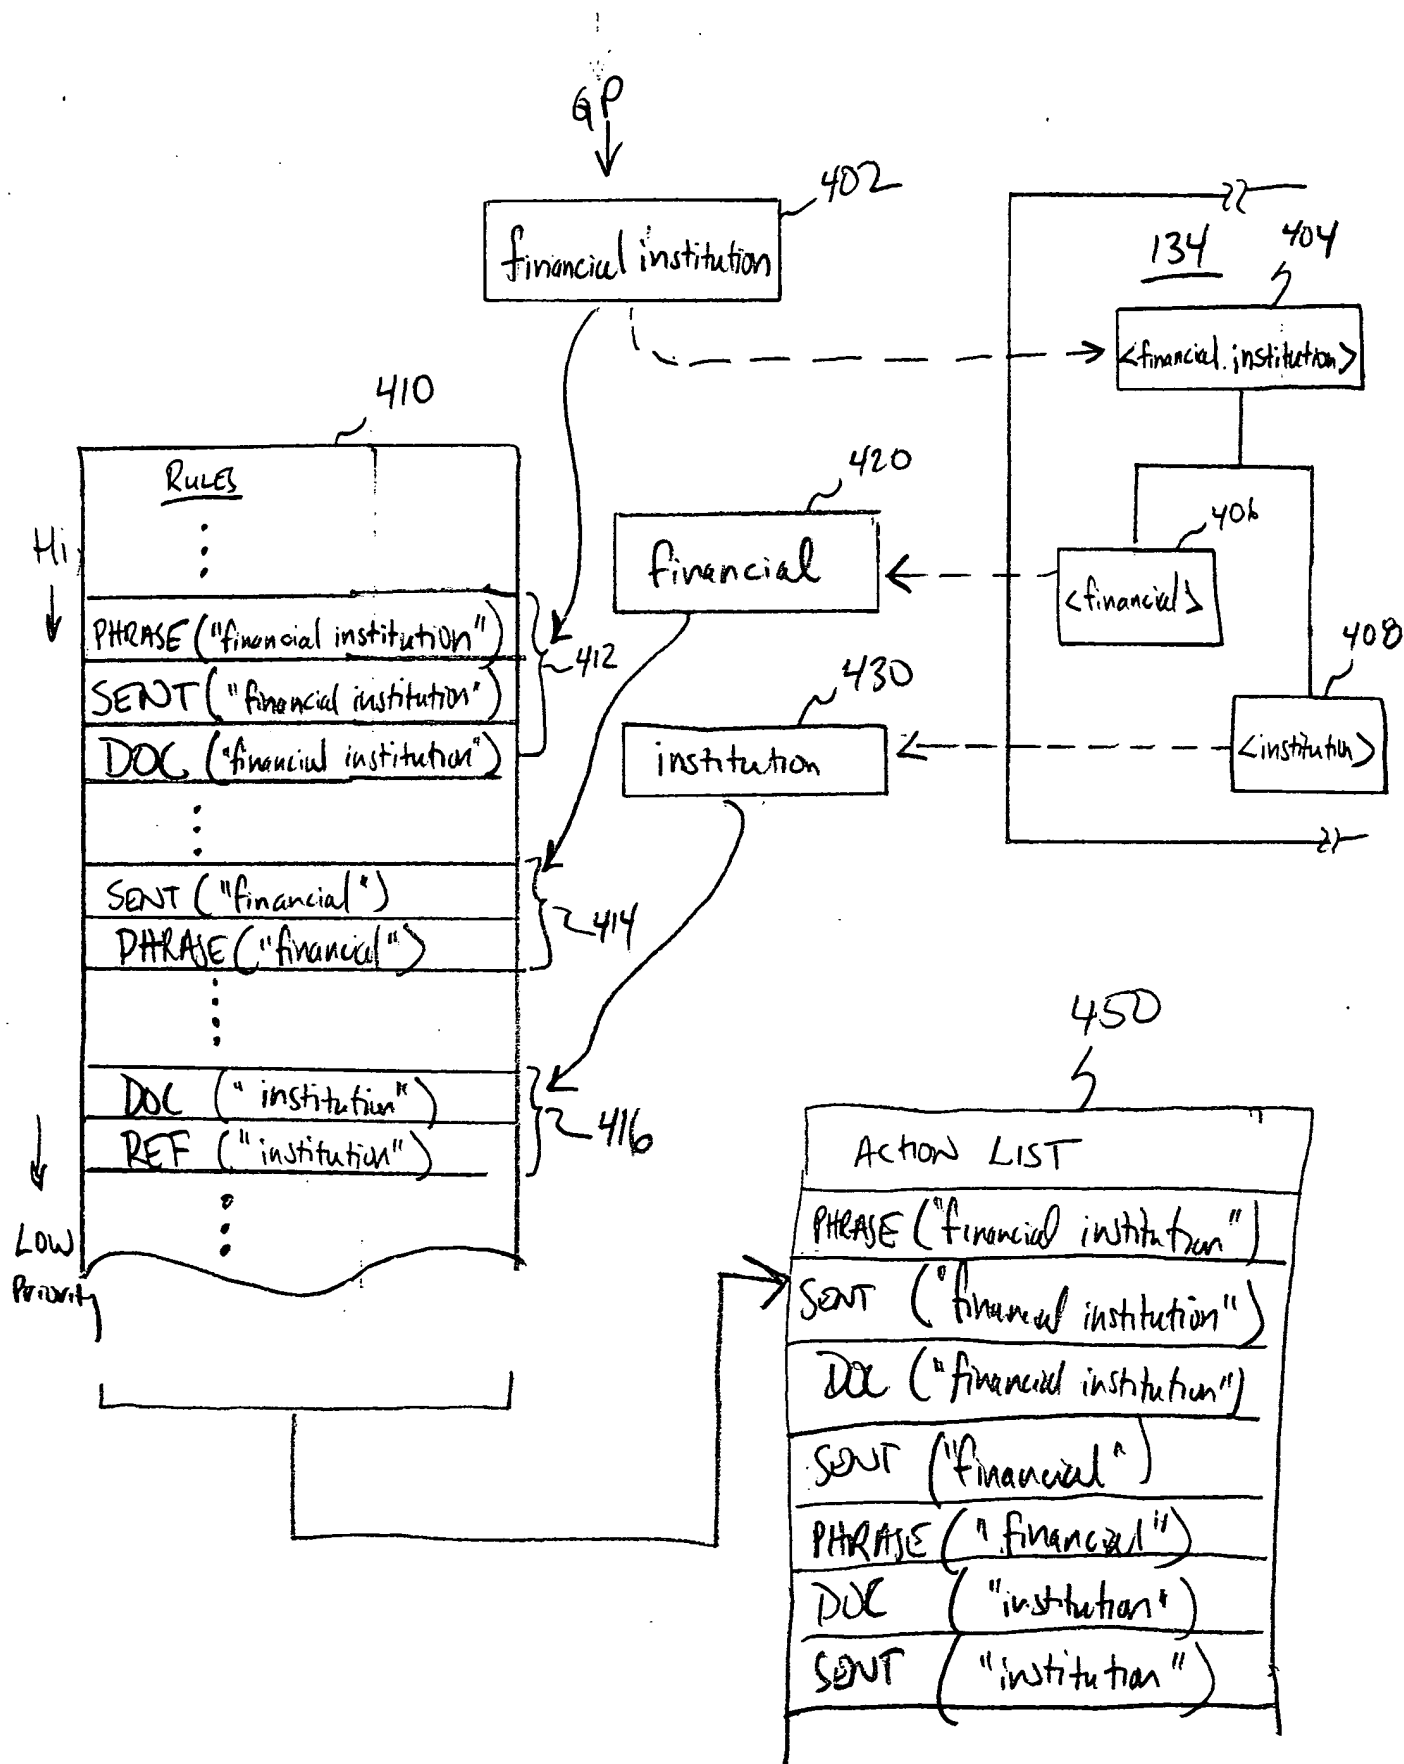 QP
402
financial institution
134
404
<financial.institution>
410
RULES
Hi
PHRASE ("financial institution")
SENT ("financial institution")
DOC ("financial institution")
412
420
financial
406
<financial>
430
institution
408
<institution>
SENT ("financial")
PHRASE ("financial")
414
DOC ("institution")
REF ("institution")
416
LOW
PRIORITY
450
ACTION LIST
PHRASE ("financial institution")
SENT ("financial institution")
DOC ("financial institution")
SENT ("financial")
PHRASE ("financial")
DOC ("institution")
SENT ("institution")